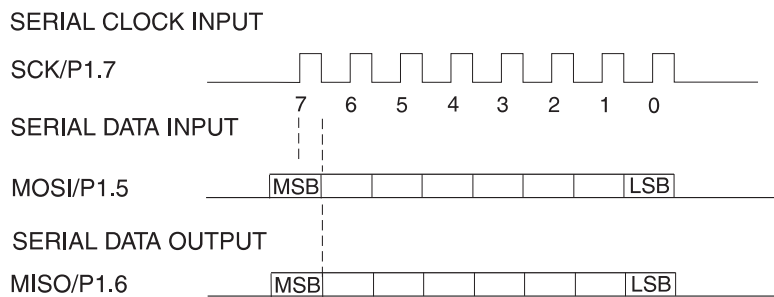 SERIAL CLOCK INPUT
SCK/P1.7
7 6 5 4 3 2 1 0
SERIAL DATA INPUT
MOSI/P1.5 MSB LSB
SERIAL DATA OUTPUT
MISO/P1.6 MSB LSB